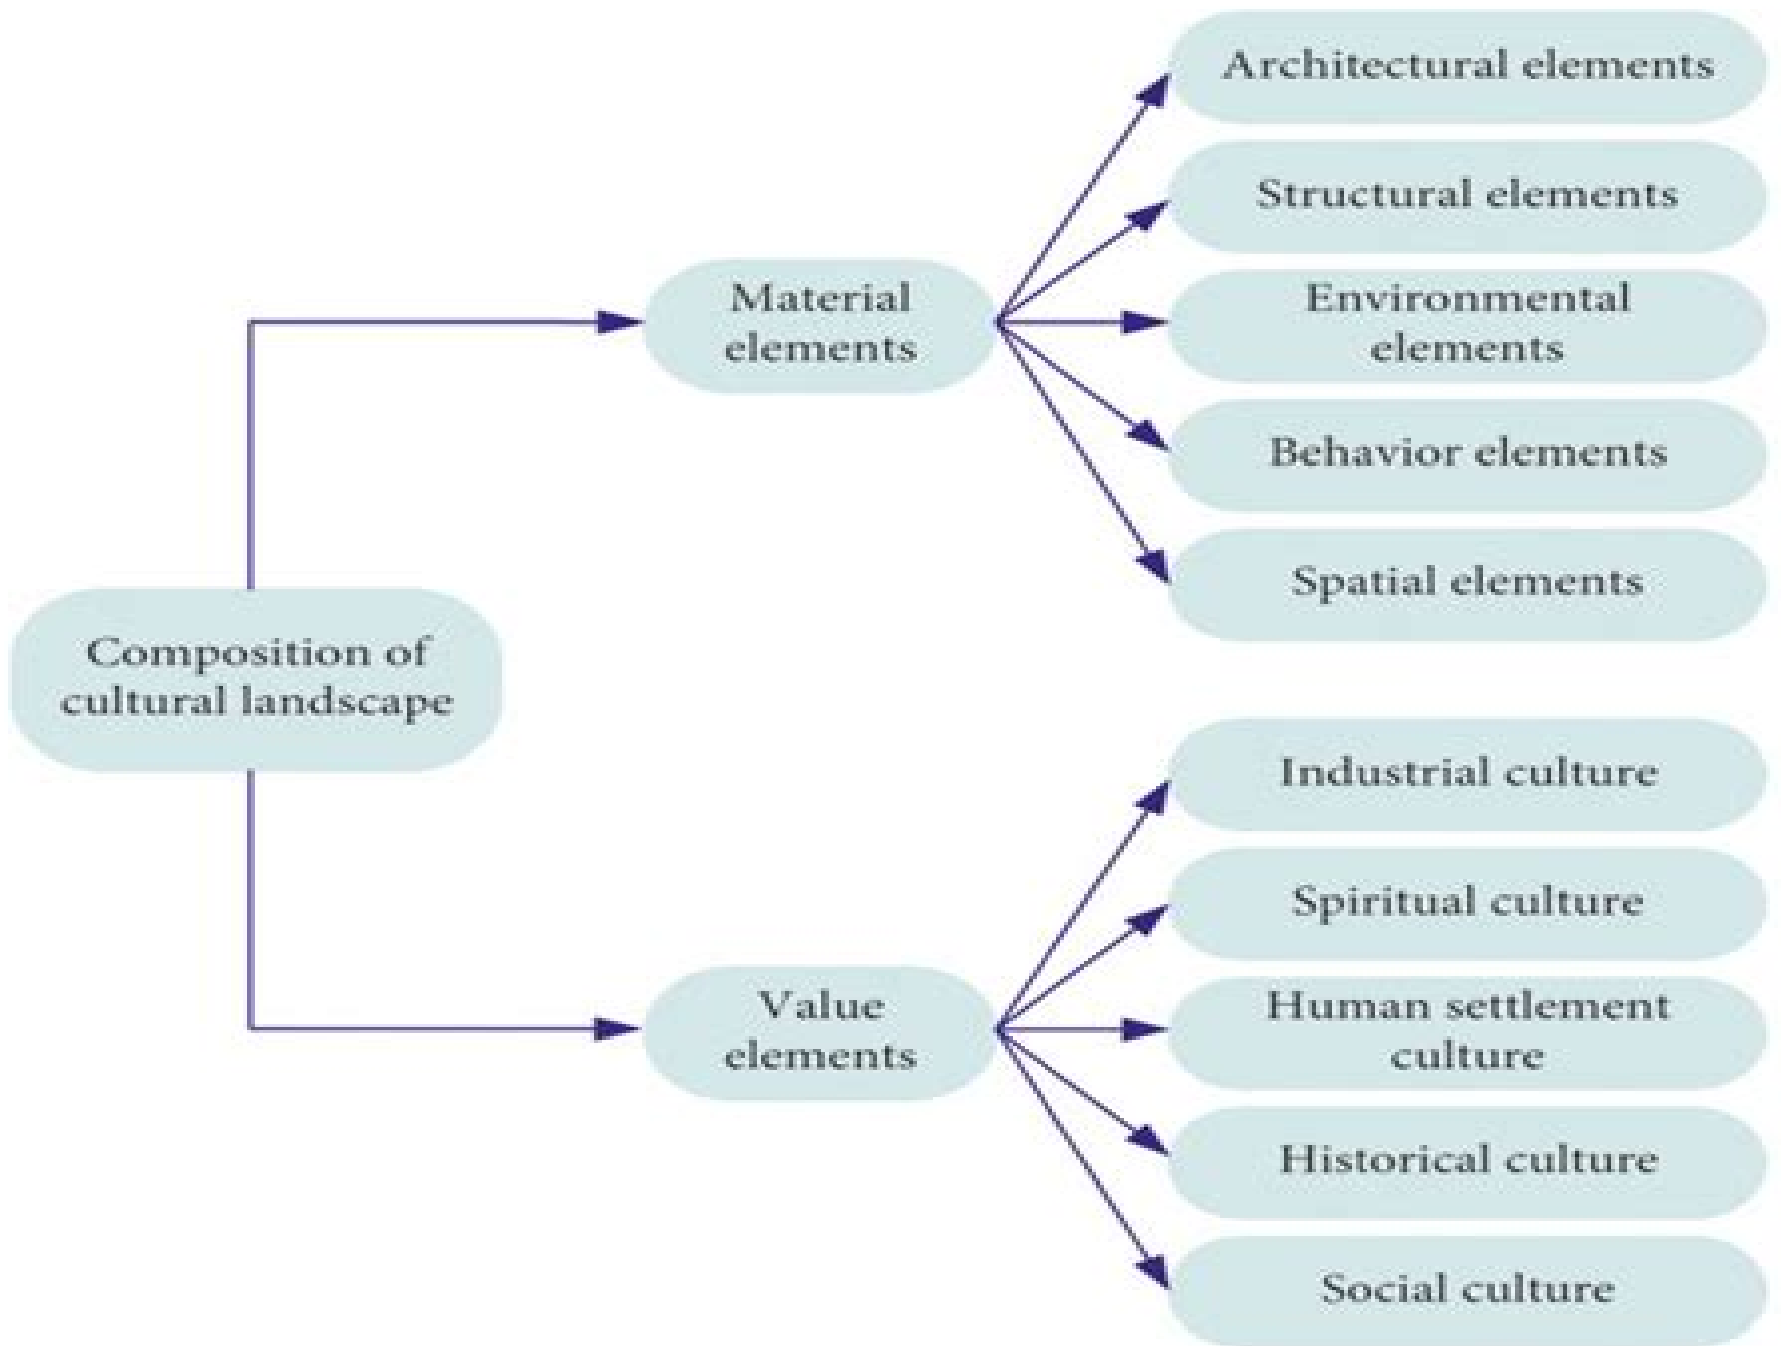 Composition of
cultural landscape
Material
elements
Architectural elements
Structural elements
Environmental
elements
Behavior elements
Spatial elements
Value
elements
Industrial culture
Spiritual culture
Human settlement
culture
Historical culture
Social culture